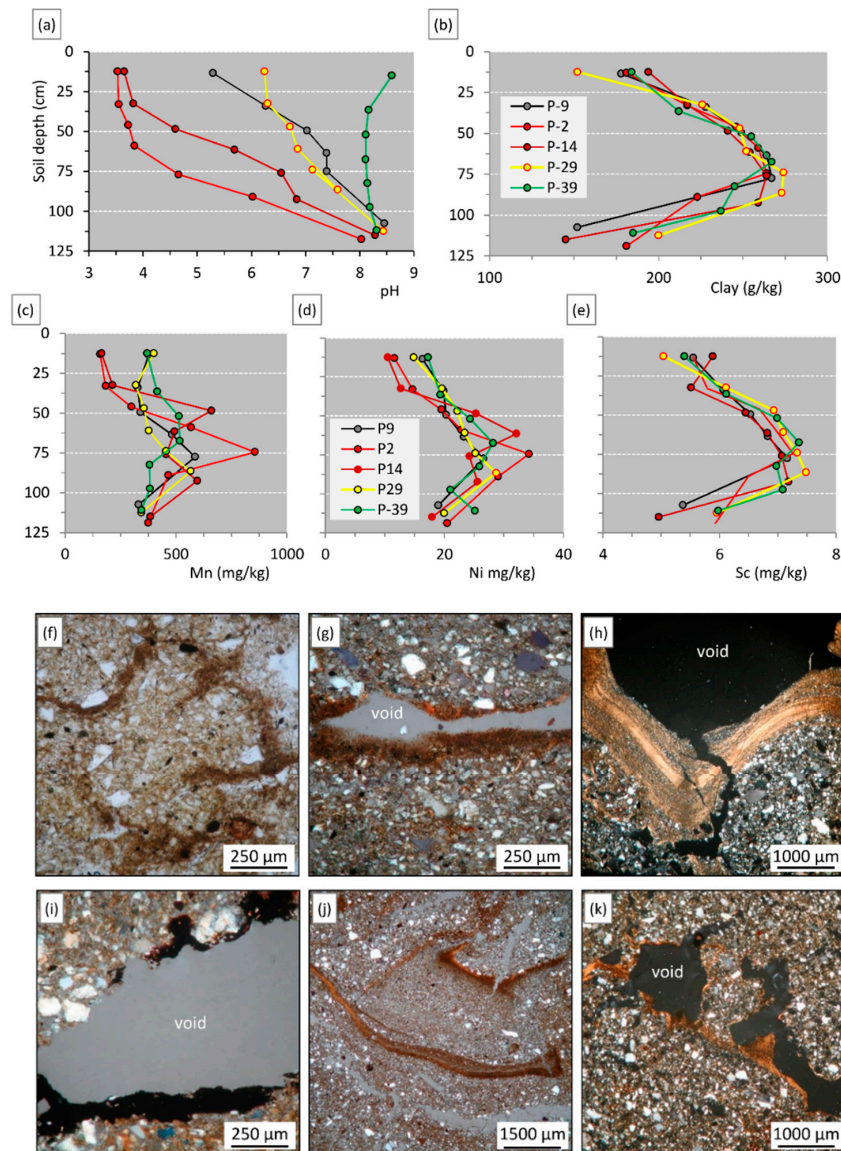 (a)
0
25
50
75
100
125
Soil depth (cm)
3 4 5 6 7 8 9
pH
(b)
0
25
50
75
100
125
P-9
P-2
P-14
P-29
P-39
100 200 300
Clay (g/kg)
(c)
0
25
50
75
100
125
0 500 1000
Mn (mg/kg)
(d)
P9
P2
P14
P29
P-39
0 20 40
Ni mg/kg)
(e)
4 6 8
Sc (mg/kg)
(f)
250 µm
(g)
void
250 µm
(h)
void
1000 µm
(i)
void
250 µm
(j)
1500 µm
(k)
void
1000 µm